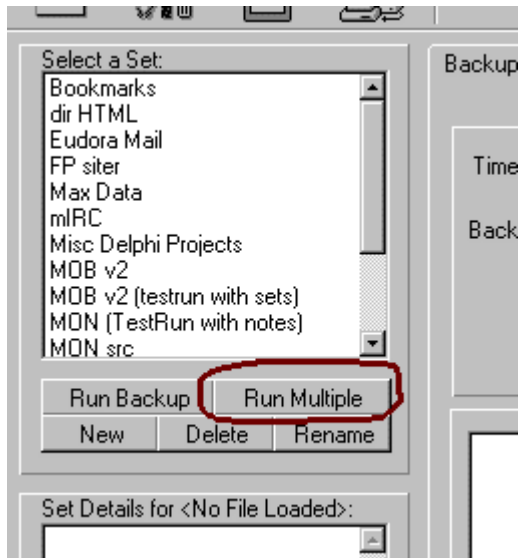 Select a Set:
Bookmarks
dir HTML
Eudora Mail
FP siter
Max Data
mIRC
Misc Delphi Projects
MOB v2
MOB v2 (testrun with sets)
MON (TestRun with notes)
MON src
Run Backup Run Multiple
New Delete Rename
Set Details for <No File Loaded>:
Backup
Time
Back